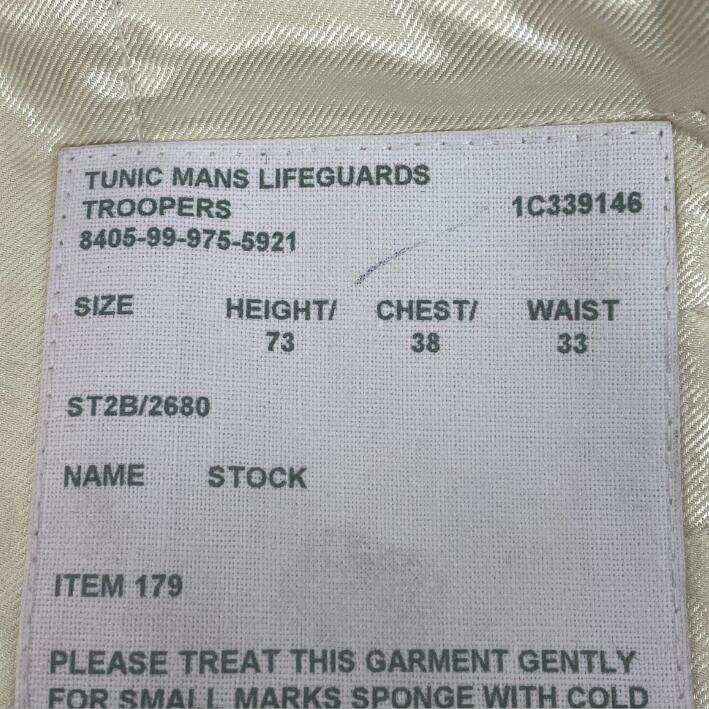 TUNIC MANS LIFEGUARDS
TROOPERS 1C339146
8405-99-975-5921
SIZE HEIGHT/ CHEST/ WAIST
73 38 33
ST2B/2680
NAME STOCK
ITEM 179
PLEASE TREAT THIS GARMENT GENTLY
FOR SMALL MARKS SPONGE WITH COLD